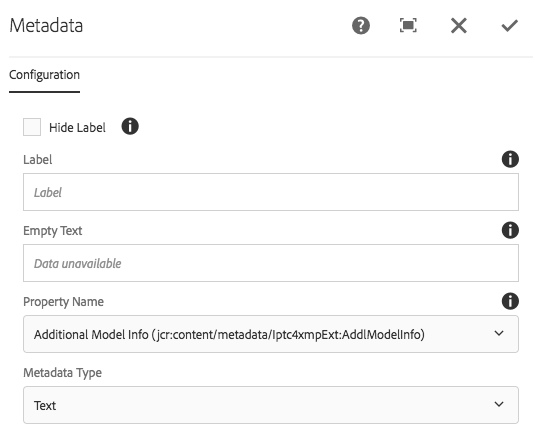 Metadata
Configuration
Hide Label
Label
Label
Empty Text
Data unavailable
Property Name
Additional Model Info (jcr:content/metadata/Iptc4xmpExt:AddlModelInfo)
Metadata Type
Text